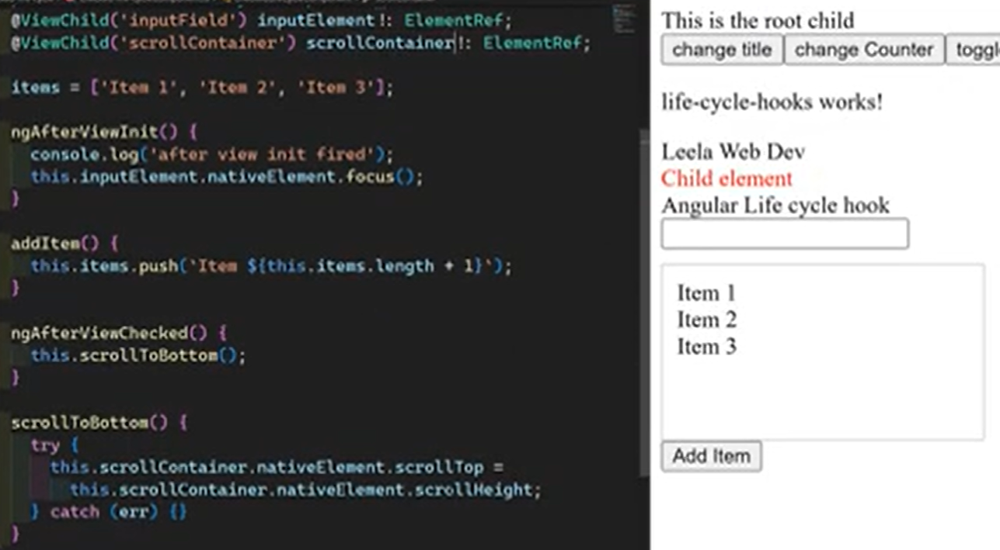 @ViewChild('inputField') inputElement!: ElementRef;
@ViewChild('scrollContainer') scrollContainer!: ElementRef;
items = ['Item 1', 'Item 2', 'Item 3'];
ngAfterViewInit() {
console.log('after view init fired');
this.inputElement.nativeElement.focus();
}
addItem() {
this.items.push(`Item ${this.items.length + 1}`);
}
ngAfterViewChecked() {
this.scrollToBottom();
}
scrollToBottom() {
try {
this.scrollContainer.nativeElement.scrollTop =
this.scrollContainer.nativeElement.scrollHeight;
} catch (err) {}
}
This is the root child
change title change Counter toggl
life-cycle-hooks works!
Leela Web Dev
Child element
Angular Life cycle hook
Item 1
Item 2
Item 3
Add Item